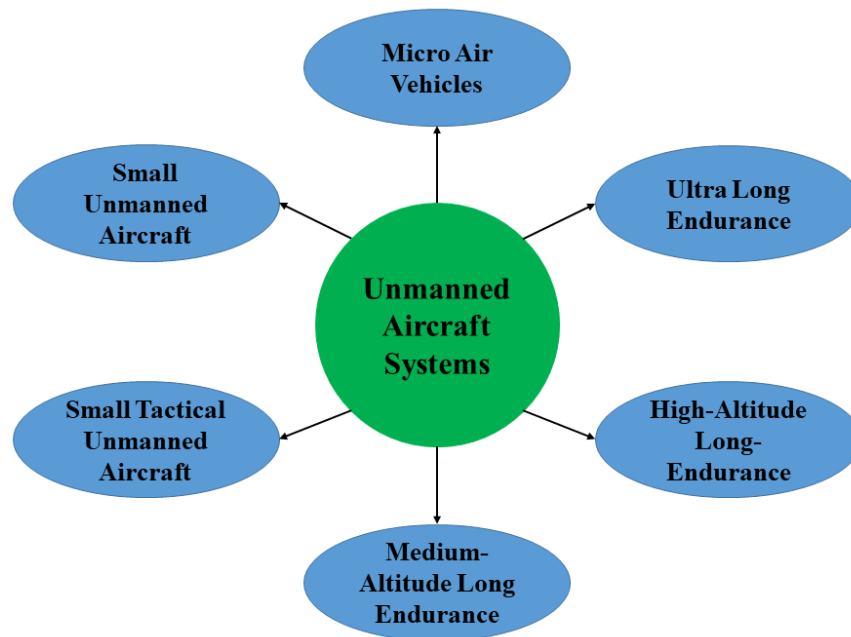 Micro Air
Vehicles
Small
Unmanned
Aircraft
Ultra Long
Endurance
Unmanned
Aircraft
Systems
Small Tactical
Unmanned
Aircraft
High-Altitude
Long-
Endurance
Medium-
Altitude Long
Endurance